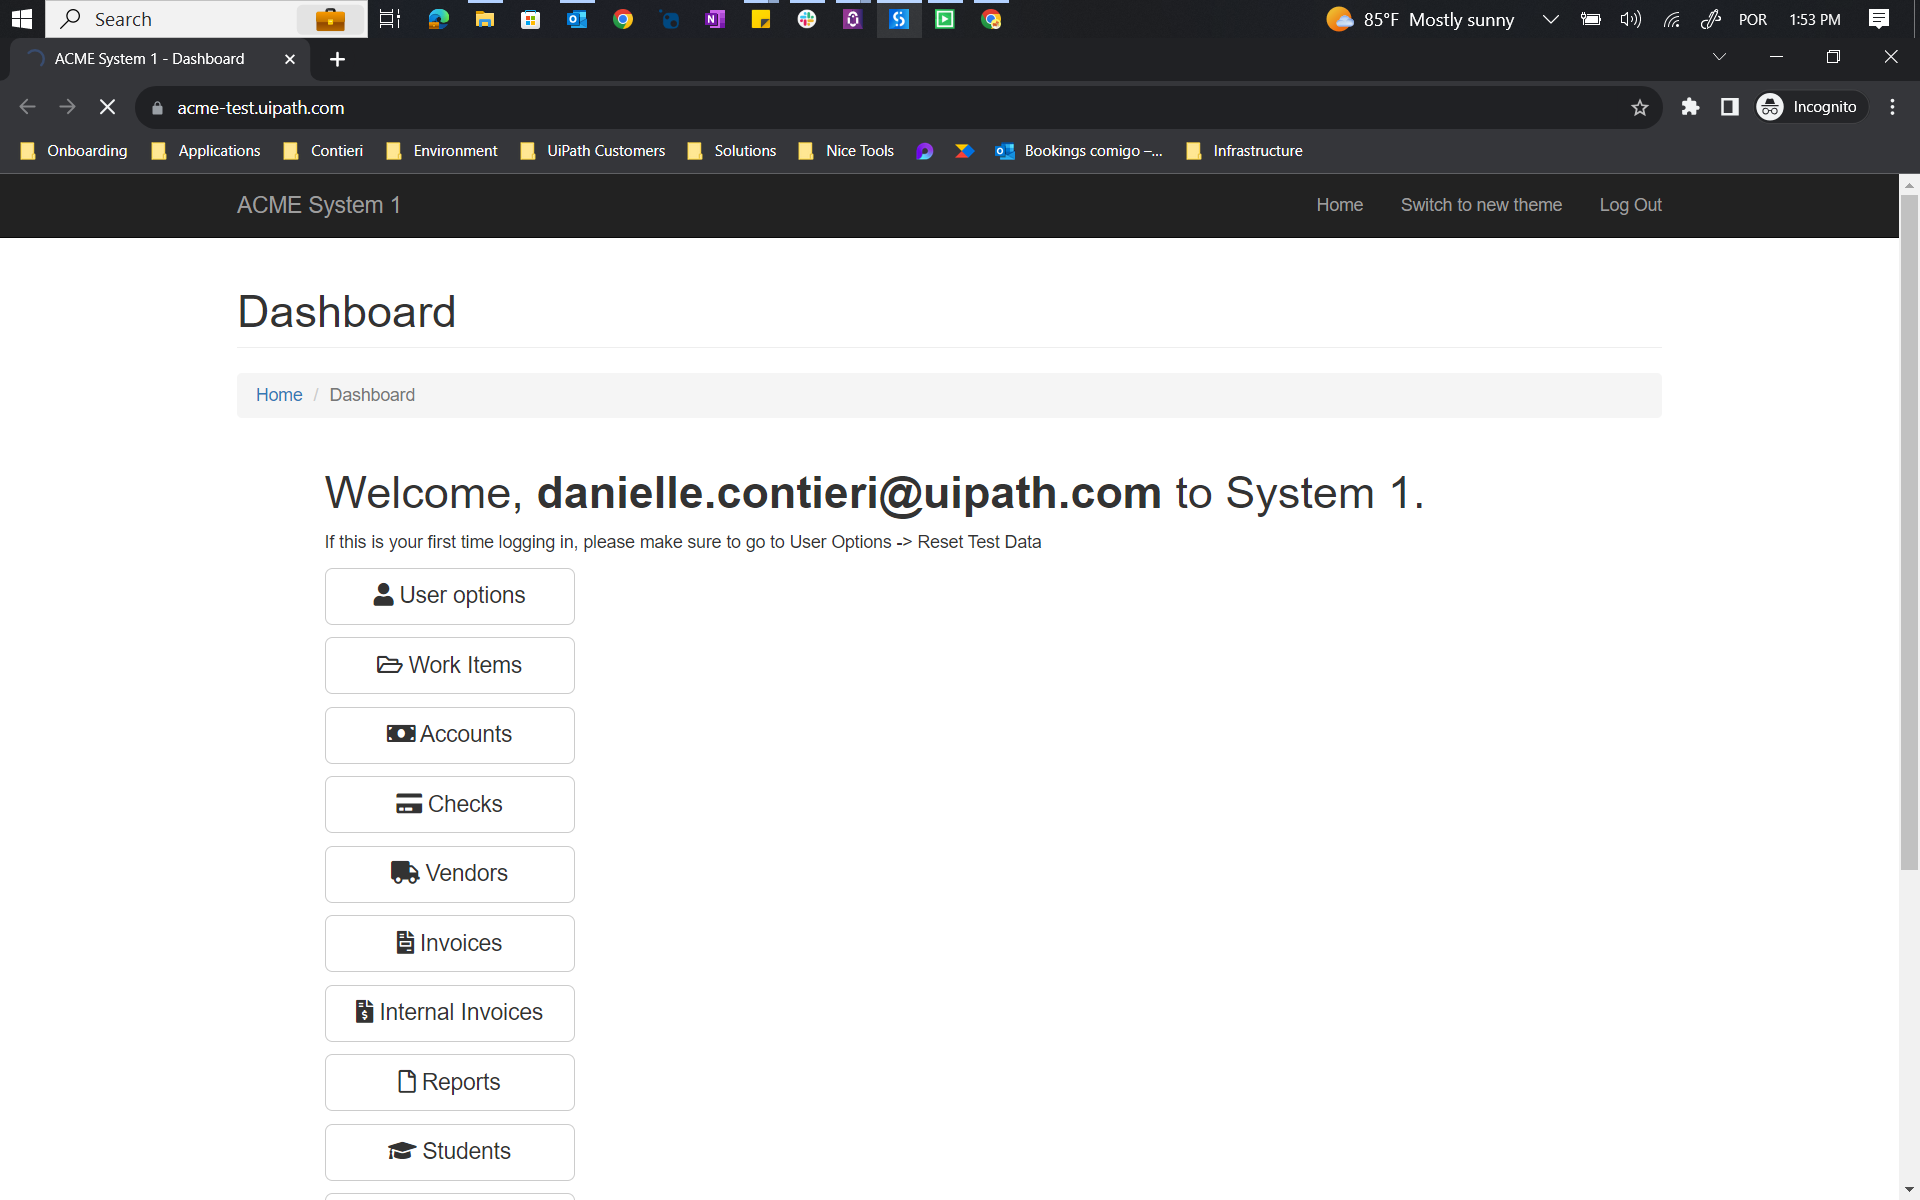 Search
85°F Mostly sunny
POR
1:53 PM
ACME System 1 - Dashboard
acme-test.uipath.com
Incognito
Onboarding
Applications
Contieri
Environment
UiPath Customers
Solutions
Nice Tools
Bookings comigo –...
Infrastructure
ACME System 1
Home
Switch to new theme
Log Out
Dashboard
Home / Dashboard
Welcome, danielle.contieri@uipath.com to System 1.
If this is your first time logging in, please make sure to go to User Options -> Reset Test Data
User options
Work Items
Accounts
Checks
Vendors
Invoices
Internal Invoices
Reports
Students